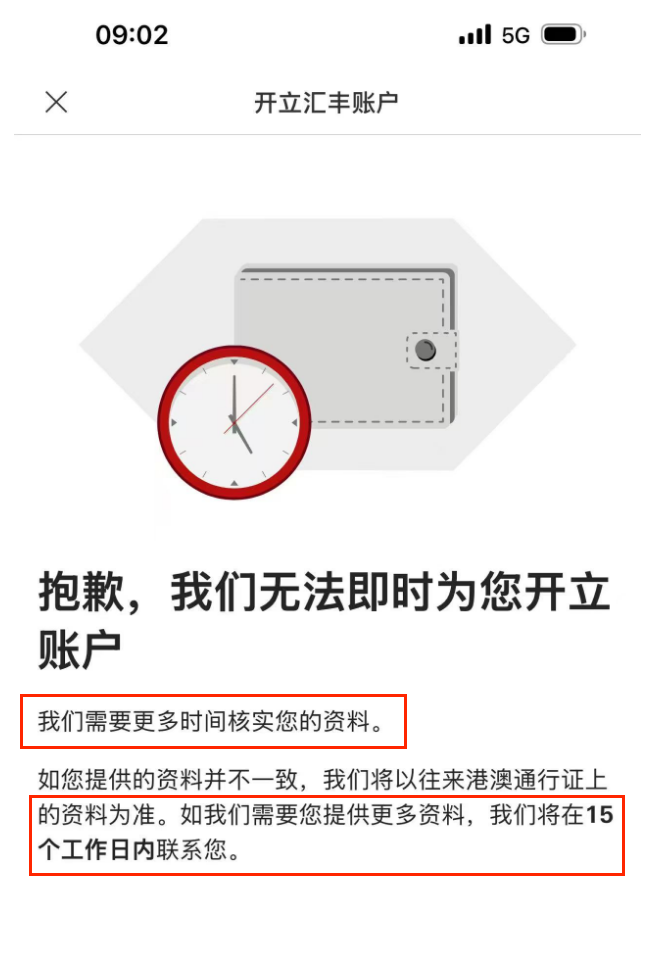 09:02
5G
开立汇丰账户
抱歉，我们无法即时为您开立
账户
我们需要更多时间核实您的资料。
如您提供的资料并不一致，我们将以往来港澳通行证上
的资料为准。如我们需要您提供更多资料，我们将在15
个工作日内联系您。